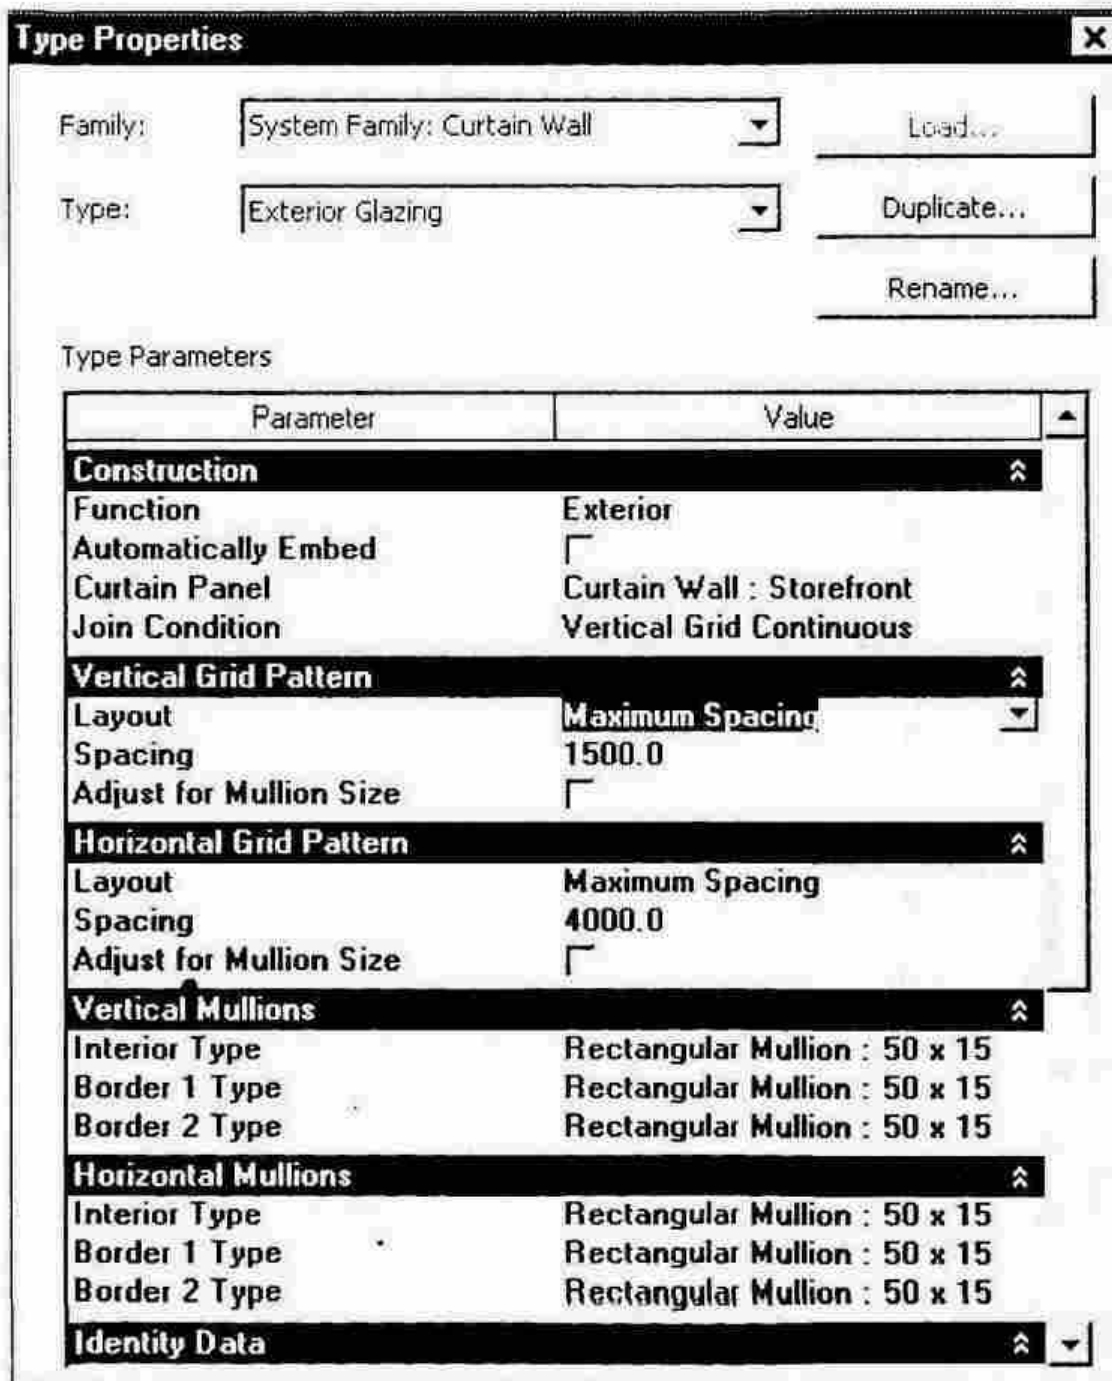 Type Properties
Family: System Family: Curtain Wall Load...
Type: Exterior Glazing Duplicate...
Rename...
Type Parameters
Parameter Value
Construction
Function Exterior
Automatically Embed
Curtain Panel Curtain Wall : Storefront
Join Condition Vertical Grid Continuous
Vertical Grid Pattern
Layout Maximum Spacing
Spacing 1500.0
Adjust for Mullion Size
Horizontal Grid Pattern
Layout Maximum Spacing
Spacing 4000.0
Adjust for Mullion Size
Vertical Mullions
Interior Type Rectangular Mullion : 50 x 15
Border 1 Type Rectangular Mullion : 50 x 15
Border 2 Type Rectangular Mullion : 50 x 15
Horizontal Mullions
Interior Type Rectangular Mullion : 50 x 15
Border 1 Type Rectangular Mullion : 50 x 15
Border 2 Type Rectangular Mullion : 50 x 15
Identity Data